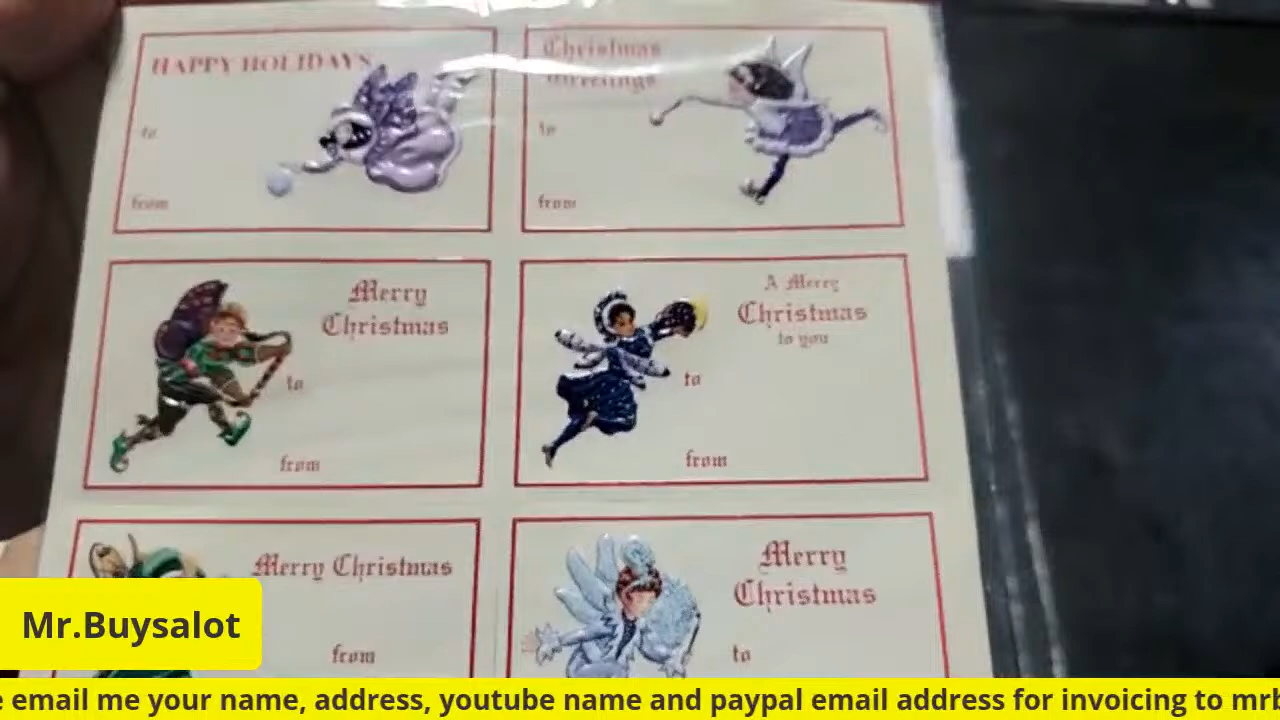 HAPPY HOLIDAYS
to
from
Christmas
Greetings
to
from
Merry
Christmas
to
from
A Merry
Christmas
to you
to
from
Merry Christmas
from
Merry
Christmas
to
Mr.Buysalot
email me your name, address, youtube name and paypal email address for invoicing to